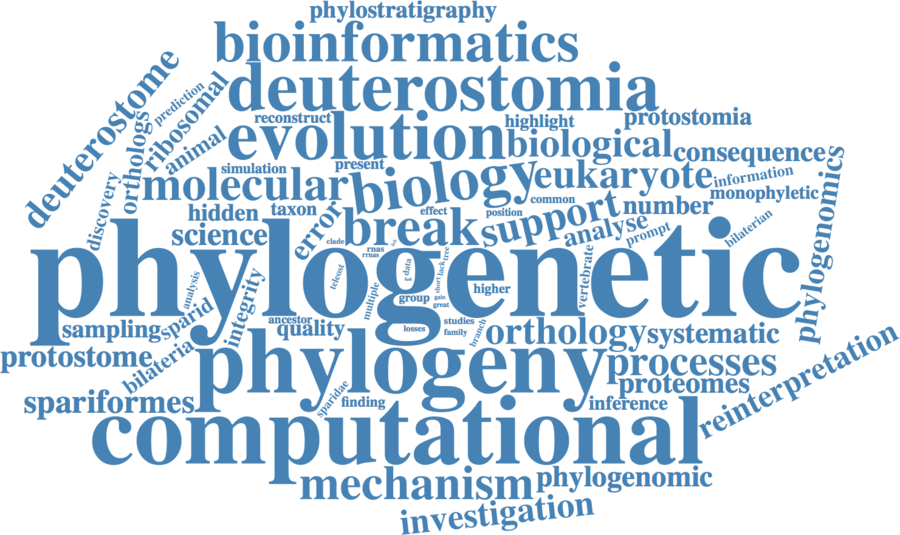 phylostratigraphy
bioinformatics
deuterostome
deuterostomia
prediction
ribosomal
orthologs
reconstruct
highlight
protostomia
animal
evolution
biological
consequence
simulation
present
molecular
biology
eukaryote
information
monophyletic
discovery
hidden
taxon
error
effect
position
common
support
number
phylogenomics
science
break
analyse
prompt
bilaterian
clade
rnas
rrnas
tree
phylogenetic
teleost
data
lack
short
vertebrate
analysis
integrity
multiple
group
gain
great
higher
sampling
sparid
ancestor
quality
losses
studies
family
branch
orthology
systematic
protostome
bilateria
phylogeny
processes
proteomes
reinterpretation
spariformes
sparidae
finding
inference
computational
mechanism
phylogenomic
investigation